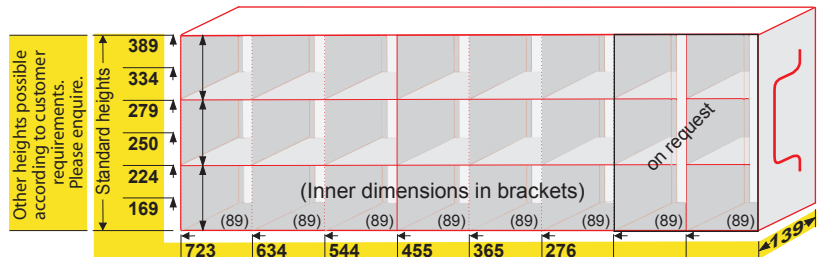 Other heights possible
according to customer
requirements.
Please enquire.
Standard heights
389
334
279
250
224
169
on request
(Inner dimensions in brackets)
(89) (89) (89) (89) (89) (89) (89) (89)
723 634 544 455 365 276
139